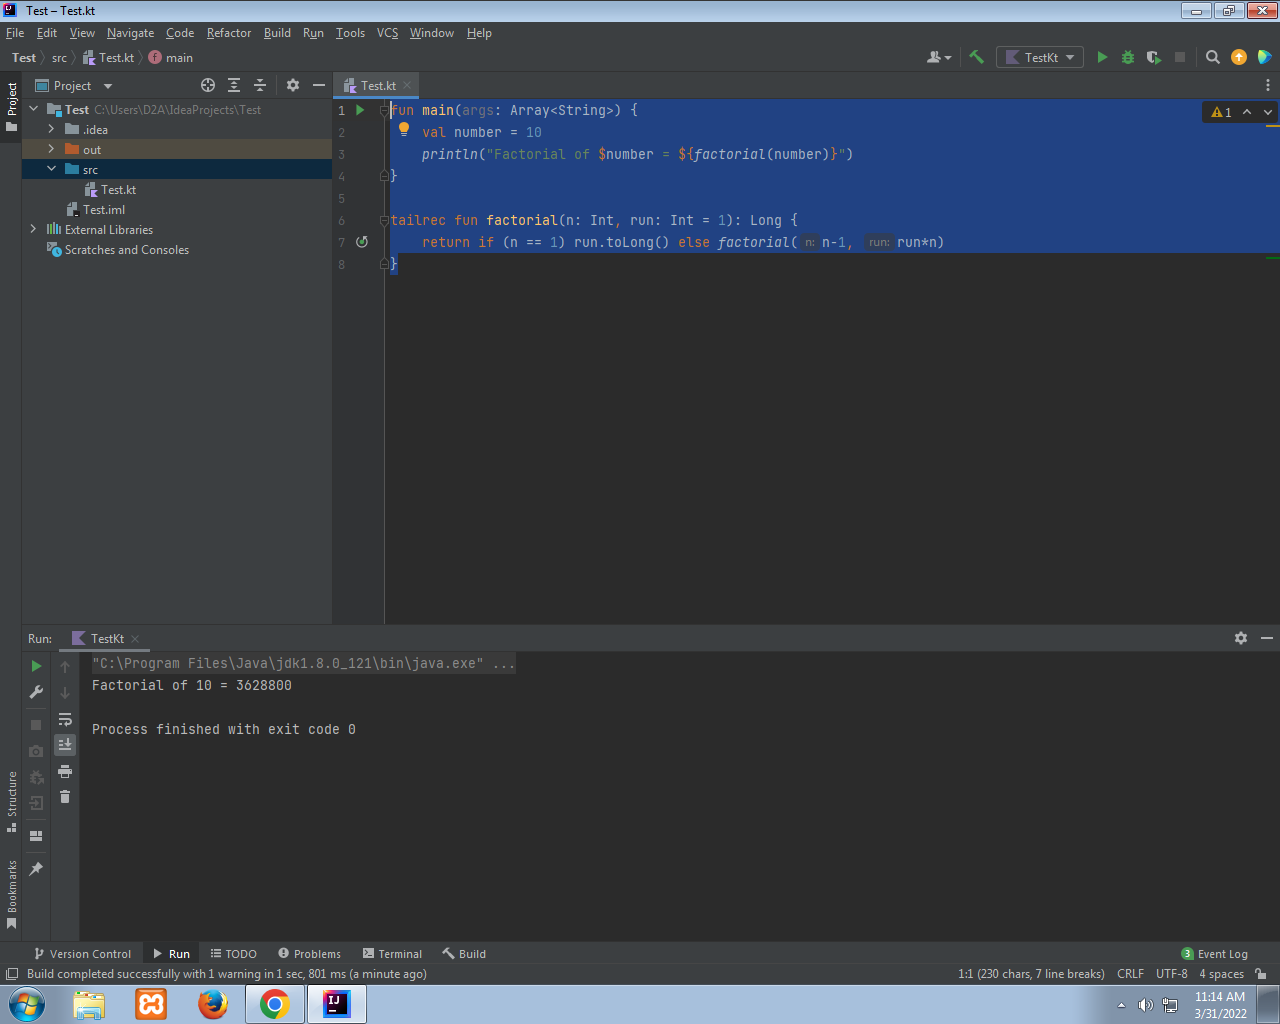 Test – Test.kt
File Edit View Navigate Code Refactor Build Run Tools VCS Window Help
Test src Test.kt main
TestKt
Project
Project
Test.kt
Test C:\Users\D2A\IdeaProjects\Test
.idea
out
src
Test.kt
Test.iml
External Libraries
Scratches and Consoles
1 fun main(args: Array<String>) {
2 val number = 10
3 println("Factorial of $number = ${factorial(number)}")
4 }
5
6 tailrec fun factorial(n: Int, run: Int = 1): Long {
7 return if (n == 1) run.toLong() else factorial( n: n-1, run: run*n)
8 }
1
Run: TestKt
"C:\Program Files\Java\jdk1.8.0_121\bin\java.exe" ...
Factorial of 10 = 3628800
Process finished with exit code 0
Structure
Bookmarks
Version Control Run TODO Problems Terminal Build 3 Event Log
Build completed successfully with 1 warning in 1 sec, 801 ms (a minute ago) 1:1 (230 chars, 7 line breaks) CRLF UTF-8 4 spaces
IJ
11:14 AM
3/31/2022